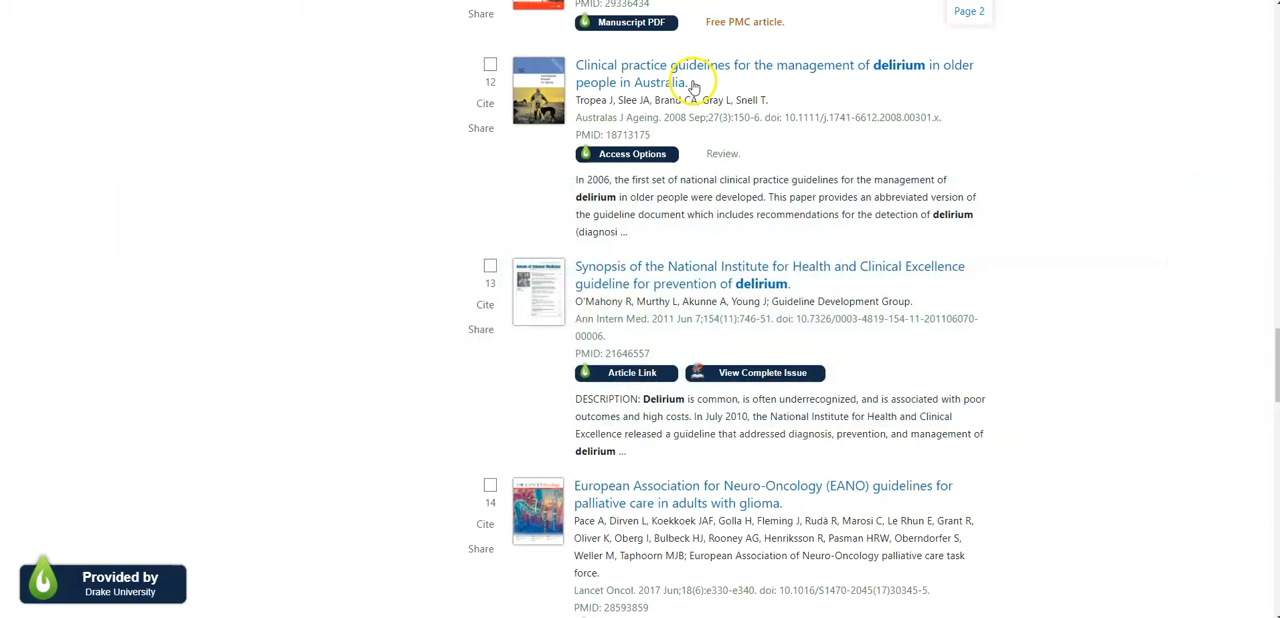 Share
PMID: 29336434
Page 2
Manuscript PDF
Free PMC article.
12
Cite
Share
Clinical practice guidelines for the management of delirium in older
people in Australia.
Tropea J, Slee JA, Brand CA, Gray L, Snell T.
Australas J Ageing. 2008 Sep;27(3):150-6. doi: 10.1111/j.1741-6612.2008.00301.x.
PMID: 18713175
Access Options
Review.
In 2006, the first set of national clinical practice guidelines for the management of
delirium in older people were developed. This paper provides an abbreviated version of
the guideline document which includes recommendations for the detection of delirium
(diagnosi ...
13
Cite
Share
Synopsis of the National Institute for Health and Clinical Excellence
guideline for prevention of delirium.
O'Mahony R, Murthy L, Akunne A, Young J; Guideline Development Group.
Ann Intern Med. 2011 Jun 7;154(11):746-51. doi: 10.7326/0003-4819-154-11-201106070-
00006.
PMID: 21646557
Article Link
View Complete Issue
DESCRIPTION: Delirium is common, is often underrecognized, and is associated with poor
outcomes and high costs. In July 2010, the National Institute for Health and Clinical
Excellence released a guideline that addressed diagnosis, prevention, and management of
delirium ...
14
Cite
Share
European Association for Neuro-Oncology (EANO) guidelines for
palliative care in adults with glioma.
Pace A, Dirven L, Koekkoek JAF, Golla H, Fleming J, Rudà R, Marosi C, Le Rhun E, Grant R,
Oliver K, Oberg I, Bulbeck HJ, Rooney AG, Henriksson R, Pasman HRW, Oberndorfer S,
Weller M, Taphoorn MJB; European Association of Neuro-Oncology palliative care task
force.
Lancet Oncol. 2017 Jun;18(6):e330-e340. doi: 10.1016/S1470-2045(17)30345-5.
PMID: 28593859
Provided by
Drake University